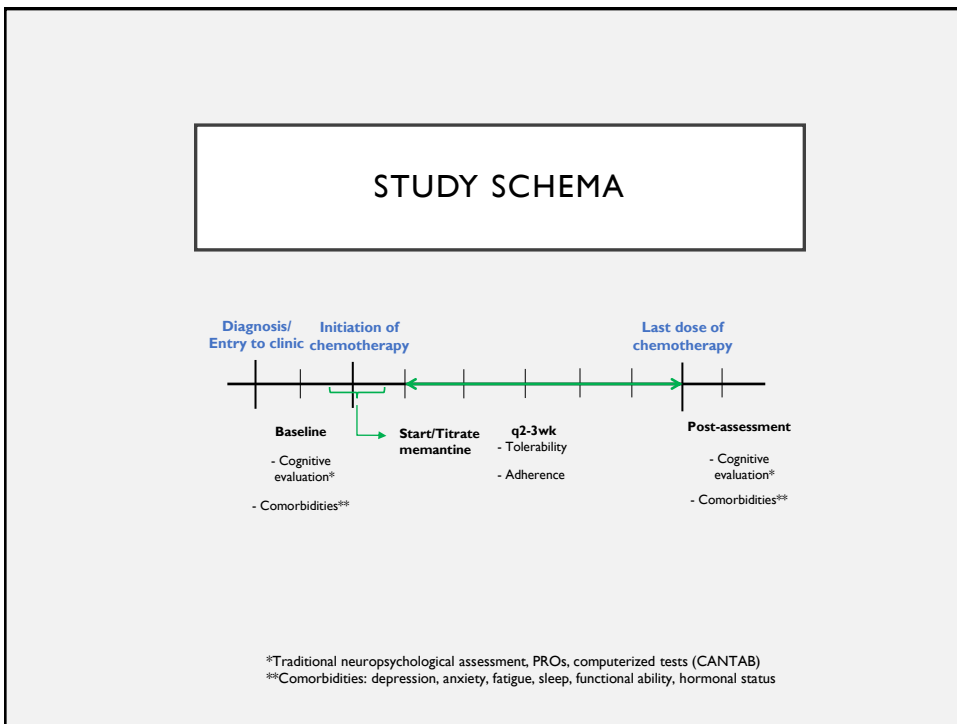 STUDY SCHEMA
Diagnosis/
Entry to clinic
Initiation of
chemotherapy
Last dose of
chemotherapy
Baseline
- Cognitive
evaluation*
- Comorbidities**
Start/Titrate
memantine
q2-3wk
- Tolerability
- Adherence
Post-assessment
- Cognitive
evaluation*
- Comorbidities**
*Traditional neuropsychological assessment, PROs, computerized tests (CANTAB)
**Comorbidities: depression, anxiety, fatigue, sleep, functional ability, hormonal status